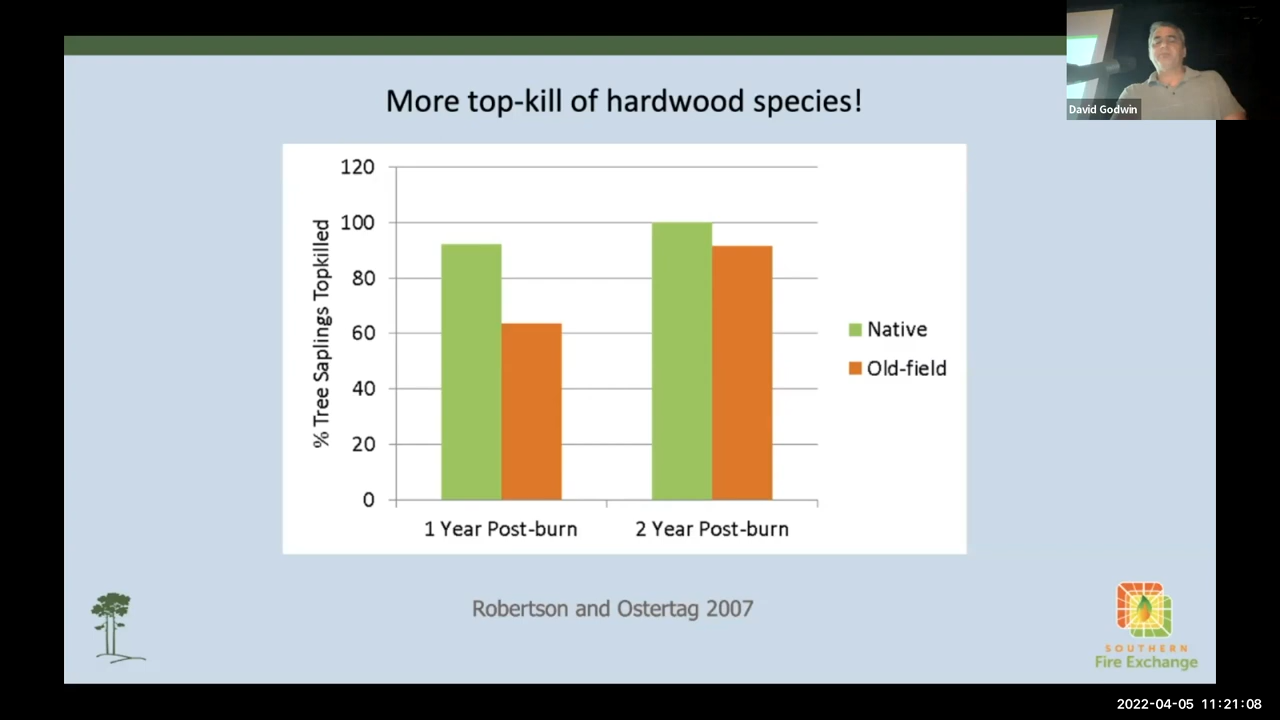 More top-kill of hardwood species!
David Godwin
% Tree Saplings Topkilled
120
100
80
60
40
20
0
1 Year Post-burn
2 Year Post-burn
Native
Old-field
Robertson and Ostertag 2007
SOUTHERN
Fire Exchange
2022-04-05 11:21:08